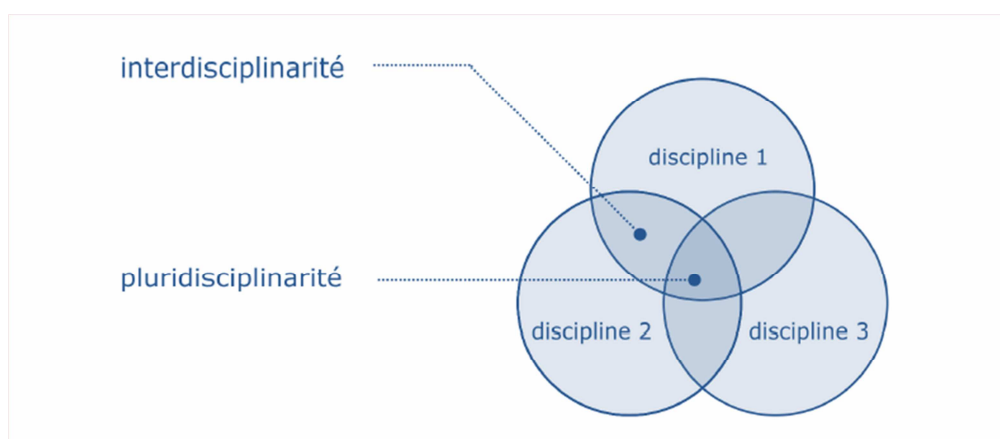 interdisciplinarité
discipline 1
pluridisciplinarité
discipline 2
discipline 3